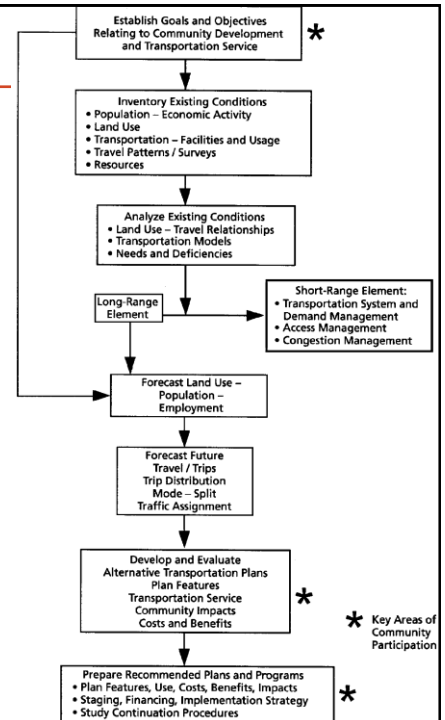 Establish Goals and Objectives
Relating to Community Development
and Transportation Service
*
Inventory Existing Conditions
• Population – Economic Activity
• Land Use
• Transportation – Facilities and Usage
• Travel Patterns / Surveys
• Resources
Analyze Existing Conditions
• Land Use – Travel Relationships
• Transportation Models
• Needs and Deficiencies
Long-Range
Element
Short-Range Element:
• Transportation System and
Demand Management
• Access Management
• Congestion Management
Forecast Land Use –
Population –
Employment
Forecast Future
Travel / Trips
Trip Distribution
Mode – Split
Traffic Assignment
Develop and Evaluate
Alternative Transportation Plans
Plan Features
Transportation Service
Community Impacts
Costs and Benefits
*
* Key Areas of
Community
Participation
Prepare Recommended Plans and Programs
• Plan Features, Use, Costs, Benefits, Impacts
• Staging, Financing, Implementation Strategy
• Study Continuation Procedures
*